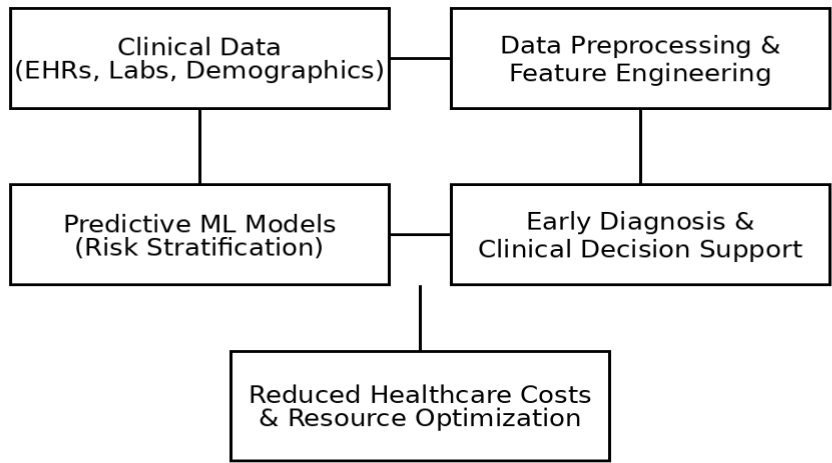 Clinical Data
(EHRs, Labs, Demographics)
Data Preprocessing &
Feature Engineering
Predictive ML Models
(Risk Stratification)
Early Diagnosis &
Clinical Decision Support
Reduced Healthcare Costs
& Resource Optimization